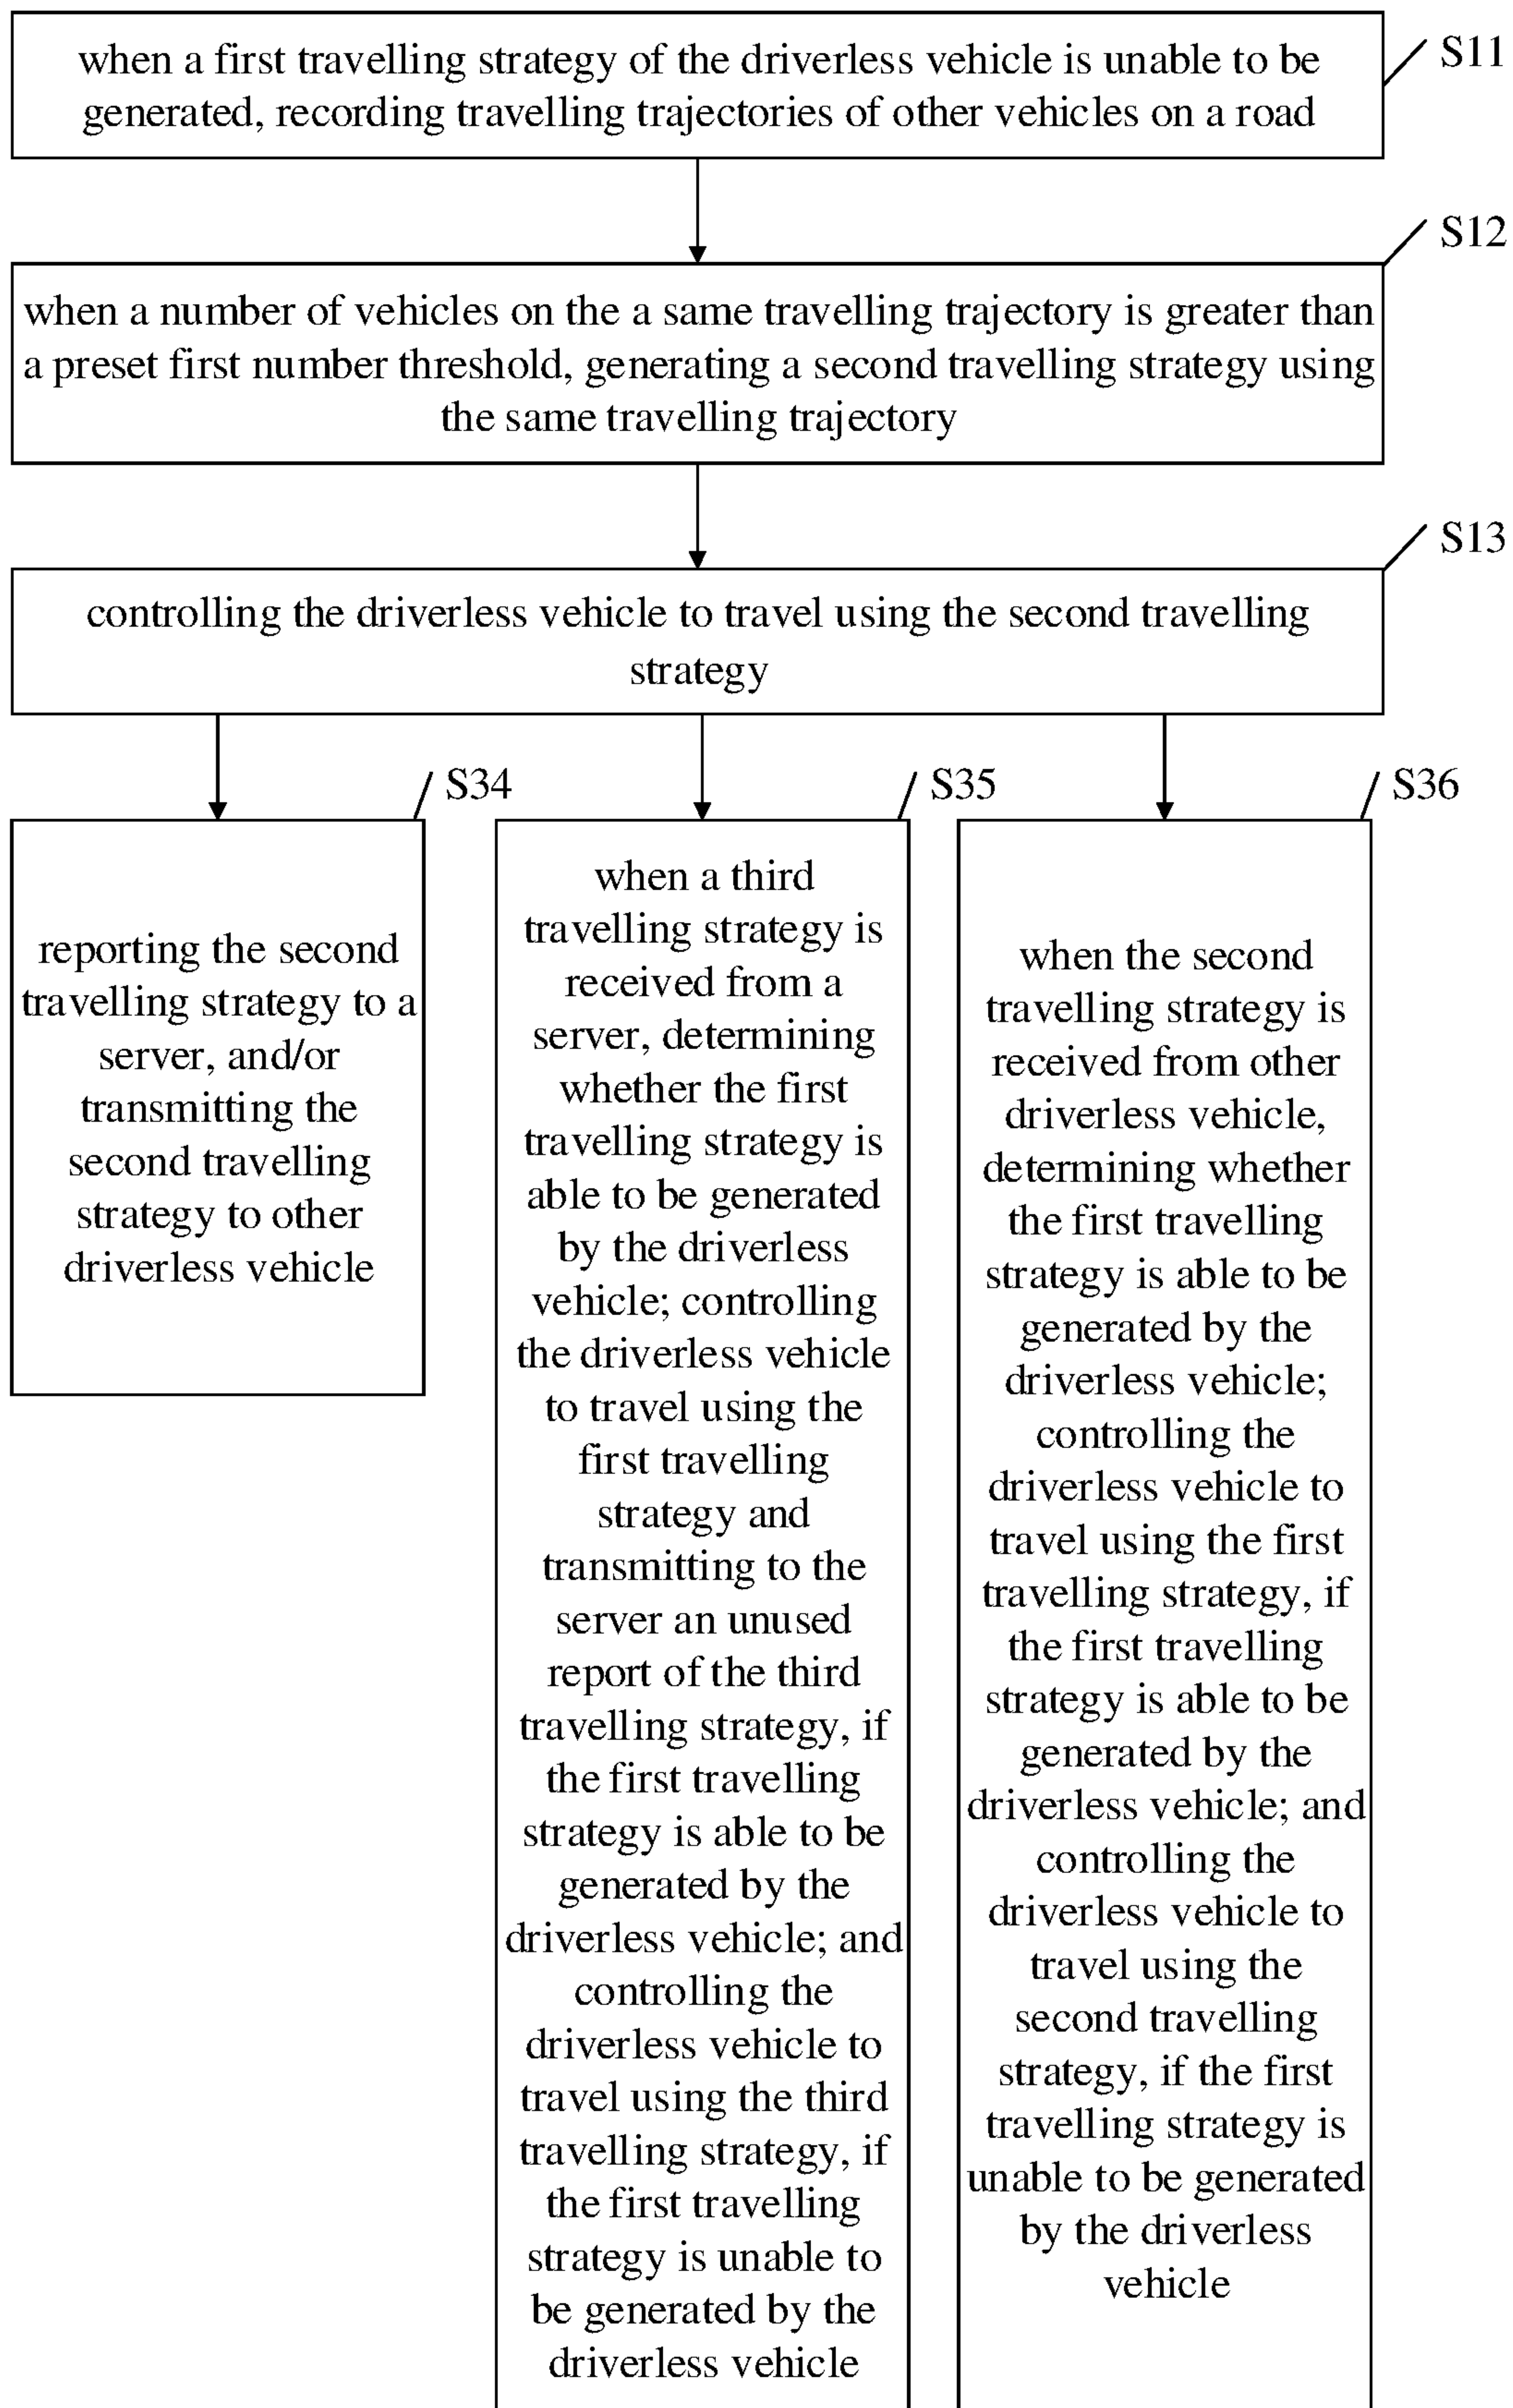 when a first travelling strategy of the driverless vehicle is unable to be
generated, recording travelling trajectories of other vehicles on a road
S11
when a number of vehicles on the a same travelling trajectory is greater than
a preset first number threshold, generating a second travelling strategy using
the same travelling trajectory
S12
controlling the driverless vehicle to travel using the second travelling
strategy
S13
S34
reporting the second
travelling strategy to a
server, and/or
transmitting the
second travelling
strategy to other
driverless vehicle
S35
when a third
travelling strategy is
received from a
server, determining
whether the first
travelling strategy is
able to be generated
by the driverless
vehicle; controlling
the driverless vehicle
to travel using the
first travelling
strategy and
transmitting to the
server an unused
report of the third
travelling strategy, if
the first travelling
strategy is able to be
generated by the
driverless vehicle; and
controlling the
driverless vehicle to
travel using the third
travelling strategy, if
the first travelling
strategy is unable to
be generated by the
driverless vehicle
S36
when the second
travelling strategy is
received from other
driverless vehicle,
determining whether
the first travelling
strategy is able to be
generated by the
driverless vehicle;
controlling the
driverless vehicle to
travel using the first
travelling strategy, if
the first travelling
strategy is able to be
generated by the
driverless vehicle; and
controlling the
driverless vehicle to
travel using the
second travelling
strategy, if the first
travelling strategy is
unable to be generated
by the driverless
vehicle